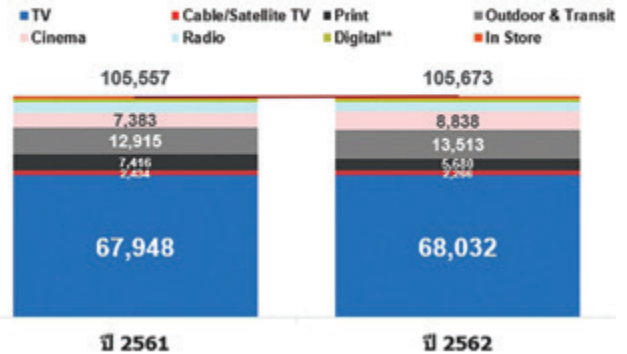 TV Cable/Satellite TV Print Outdoor & Transit
Cinema Radio Digital** In Store
105,557 105,673
7,383 8,838
12,915 13,513
7,416 5,680
2,434 2,266
67,948 68,032
ปี 2561 ปี 2562